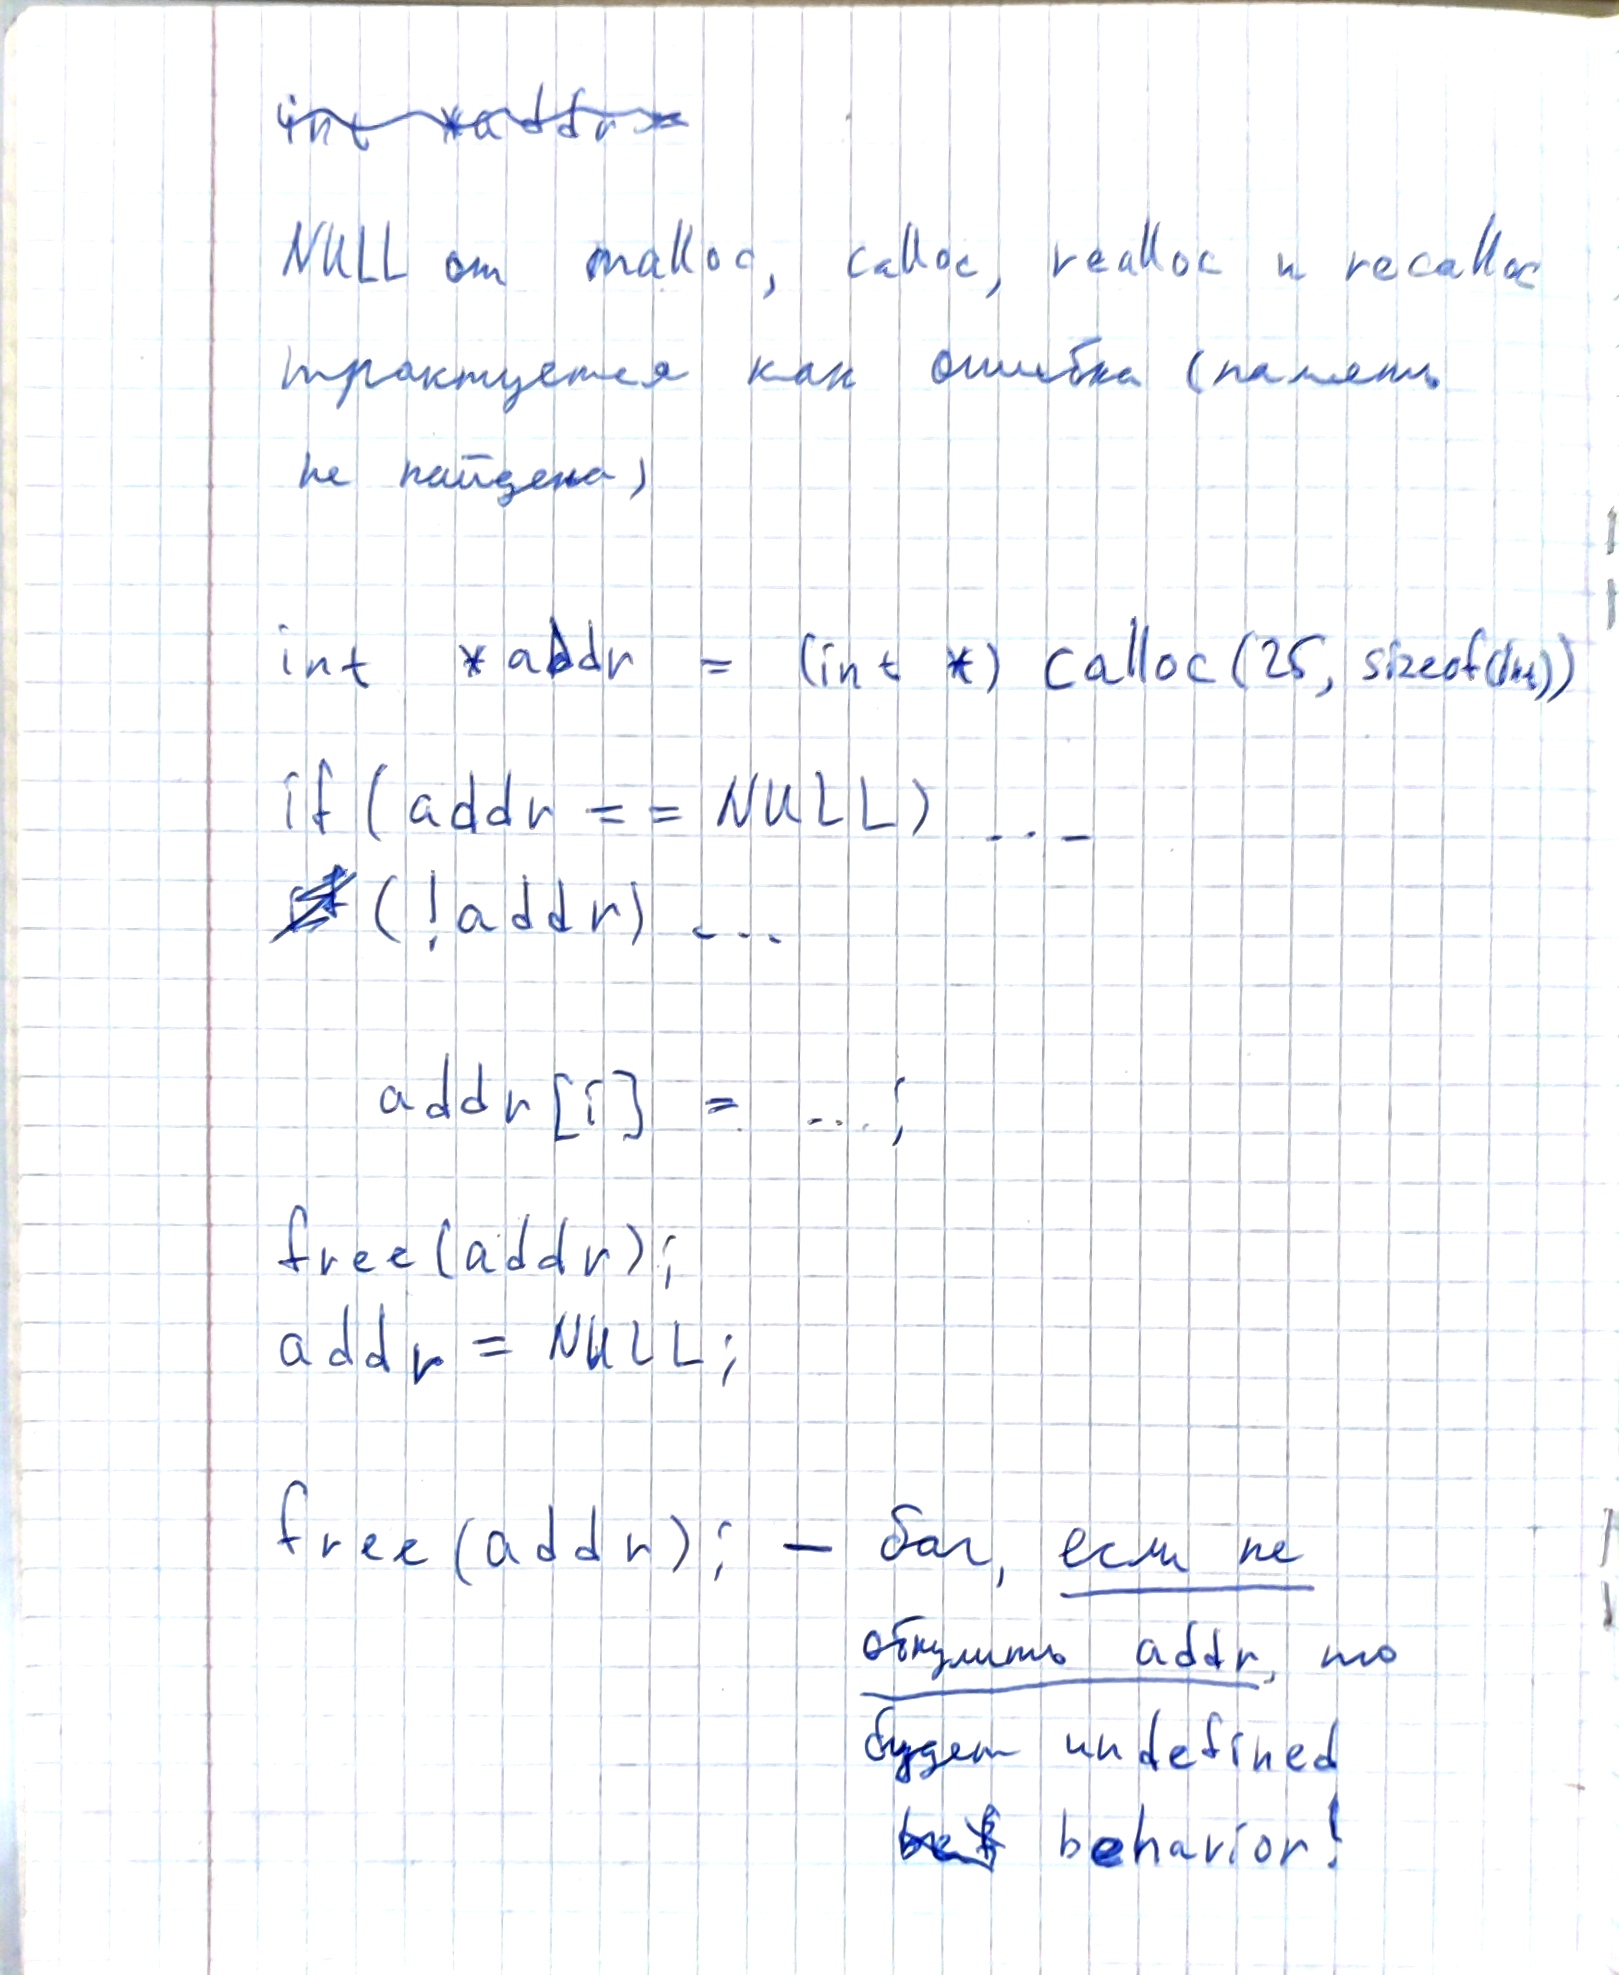 int *addr =
NULL от malloc, calloc, realloc и recalloc
трактуется как ошибка (память
не найдена)
int *addr = (int *) calloc(25, sizeof(int))
if (addr == NULL) ...
if (!addr) ...
addr[i] = ...;
free(addr);
addr = NULL;
free(addr); – баг, если не
обнулить addr, то
будет undefined
behavior!